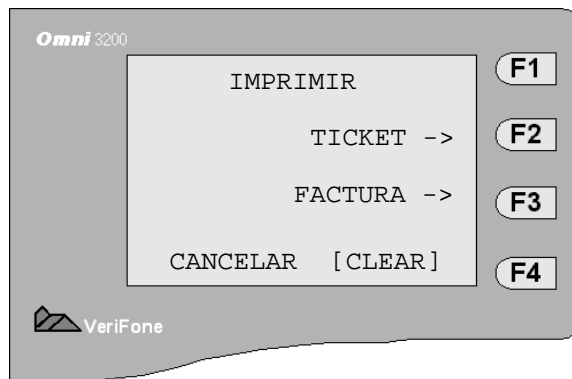 Omni 3200
IMPRIMIR
F1
TICKET ->
F2
FACTURA ->
F3
CANCELAR [CLEAR]
F4
VeriFone